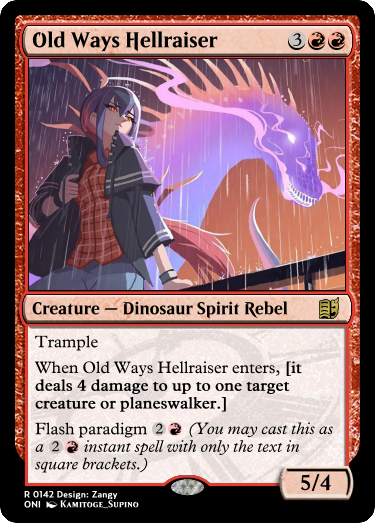 Old Ways Hellraiser 3
Creature — Dinosaur Spirit Rebel
Trample
When Old Ways Hellraiser enters, [it
deals 4 damage to up to one target
creature or planeswalker.]
Flash paradigm 2 (You may cast this as
a 2 instant spell with only the text in
square brackets.)
5/4
R 0142 Design: Zangy
ONI Kamitoge_Supino